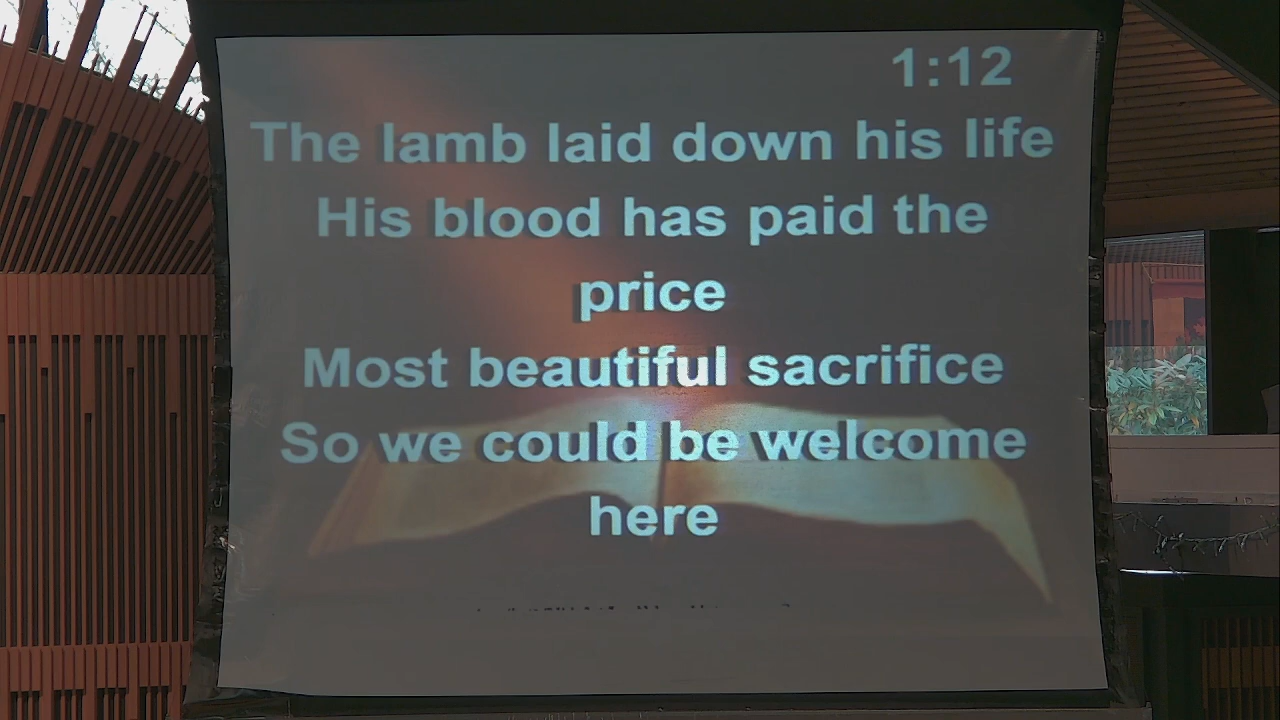 1:12
The lamb laid down his life
His blood has paid the
price
Most beautiful sacrifice
So we could be welcome
here